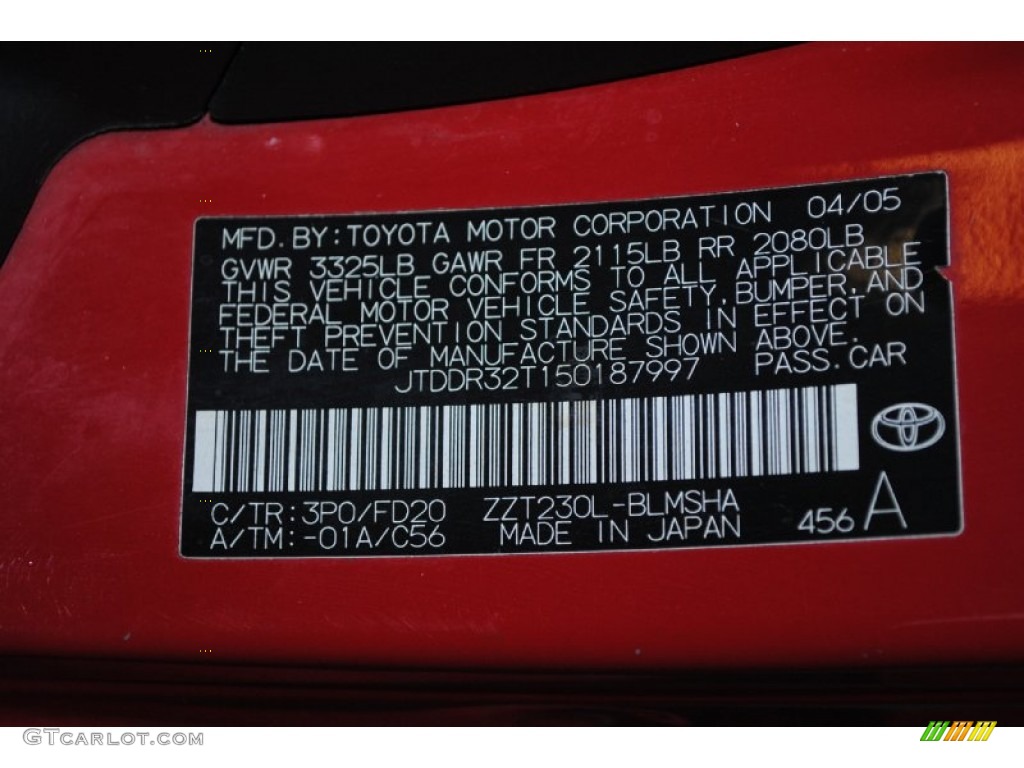 MFD. BY: TOYOTA MOTOR CORPORATION 04/05
GVWR 3325LB GAWR FR 2115LB RR 2080LB
THIS VEHICLE CONFORMS TO ALL APPLICABLE
FEDERAL MOTOR VEHICLE SAFETY, BUMPER, AND
THEFT PREVENTION STANDARDS IN EFFECT ON
THE DATE OF MANUFACTURE SHOWN ABOVE.
JTDDR32T150187997 PASS. CAR
C/TR: 3P0/FD20 ZZT230L-BLMSHA
A/TM: -01A/C56 MADE IN JAPAN 456 A
GTCARLOT.COM